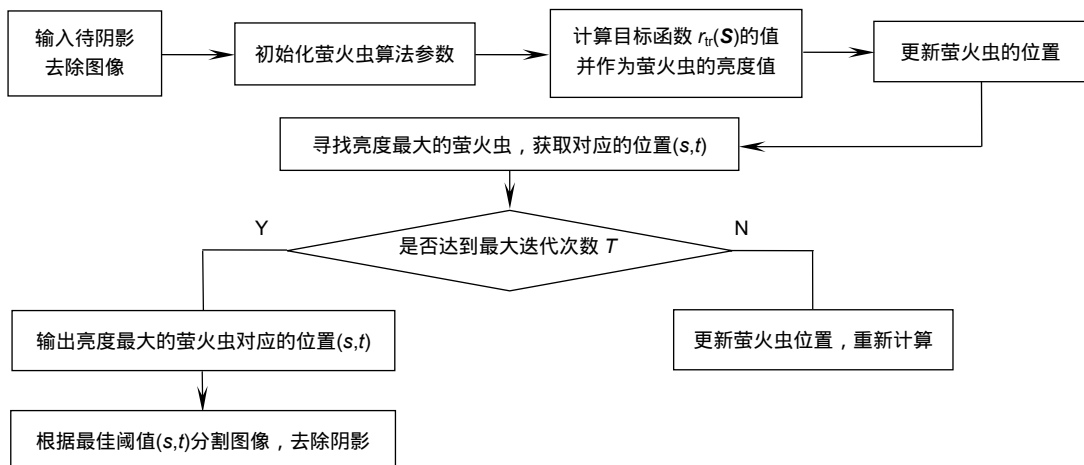 输入待阴影
去除图像
初始化萤火虫算法参数
计算目标函数 rtr(S)的值
并作为萤火虫的亮度值
更新萤火虫的位置
寻找亮度最大的萤火虫，获取对应的位置(s,t)
Y
N
是否达到最大迭代次数 T
输出亮度最大的萤火虫对应的位置(s,t)
更新萤火虫位置，重新计算
根据最佳阈值(s,t)分割图像，去除阴影